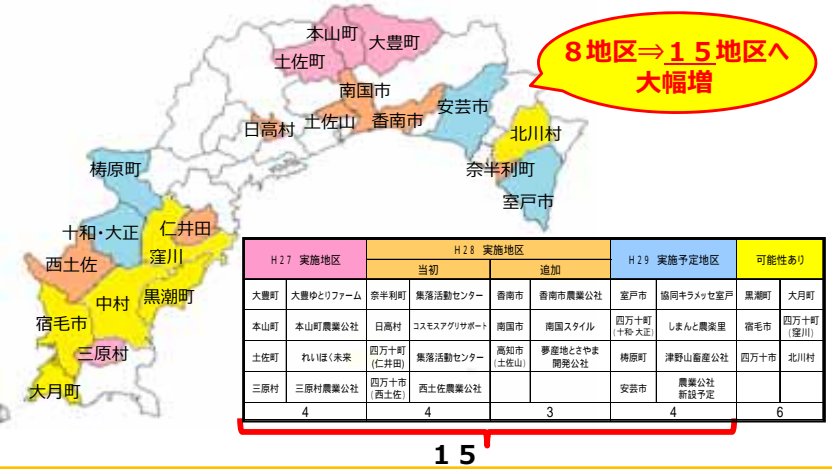 本山町
大豊町
土佐町
8地区⇒15地区へ
大幅増
南国市
安芸市
日高村
土佐山
香南市
北川村
奈半利町
梼原町
室戸市
十和・大正
仁井田
窪川
西土佐
中村
黒潮町
宿毛市
三原村
大月町
H27 実施地区
H28 実施地区
H29 実施予定地区
可能性あり
当初
追加
大豊町 大豊ゆとりファーム 奈半利町 集落活動センター 香南市 香南市農業公社 室戸市 協同キラメッセ室戸 黒潮町 大月町
本山町 本山町農業公社 日高村 コスモスアグリサポート 南国市 南国スタイル 四万十町 しまんと農楽里 宿毛市 四万十町
(十和・大正) (窪川)
土佐町 れいほく未来 四万十町 集落活動センター 高知市 夢産地とさやま 梼原町 津野山畜産公社 四万十市 北川村
(仁井田) (土佐山) 開発公社
三原村 三原村農業公社 四万十市 西土佐農業公社 安芸市 農業公社
(西土佐) 新設予定
4 4 3 4 6
15